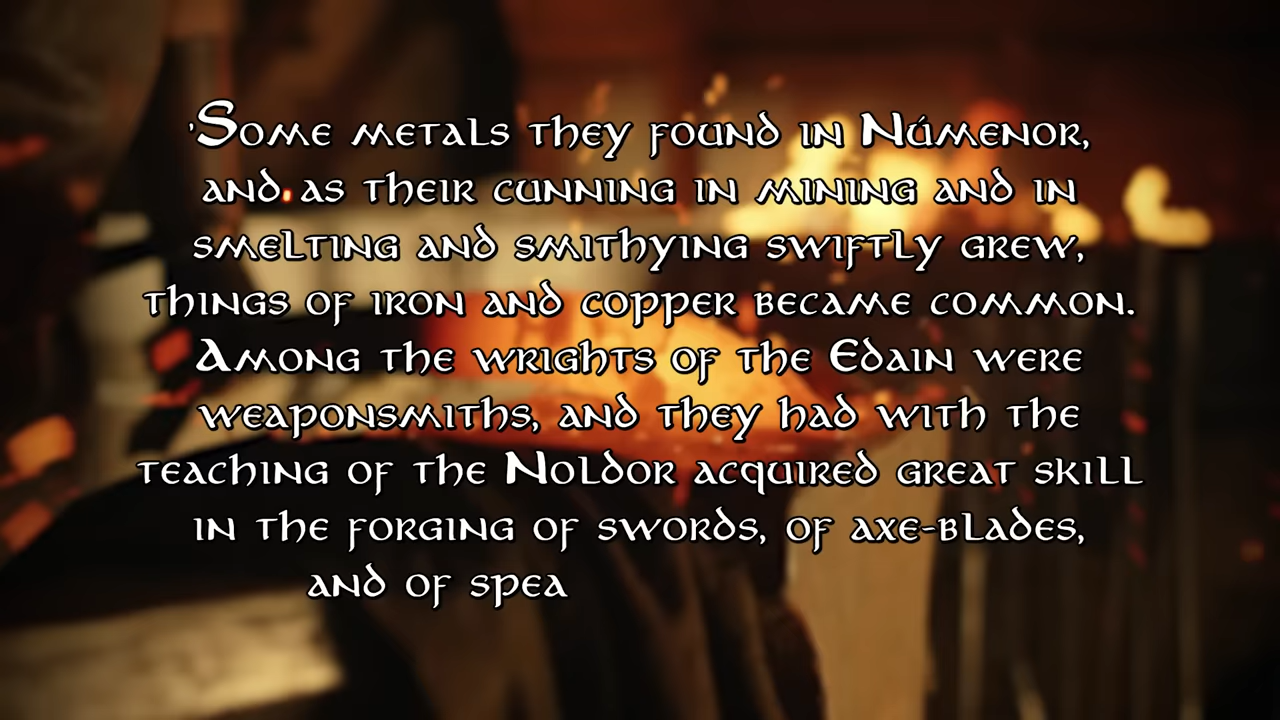 'Some metals they found in Númenor,
and as their cunning in mining and in
smelting and smithying swiftly grew,
things of iron and copper became common.
Among the wrights of the Edain were
weaponsmiths, and they had with the
teaching of the Noldor acquired great skill
in the forging of swords, of axe-blades,
and of spea